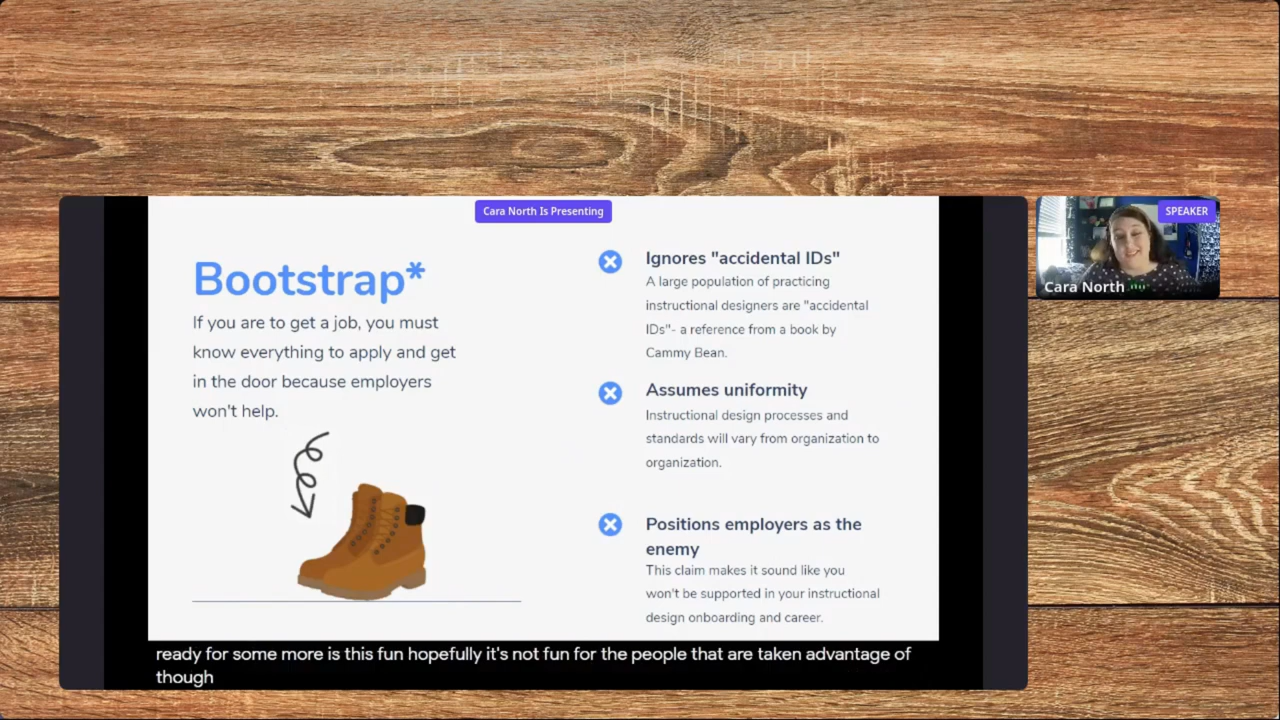 Cara North Is Presenting
SPEAKER
Cara North
Bootstrap*
If you are to get a job, you must
know everything to apply and get
in the door because employers
won't help.
Ignores "accidental IDs"
A large population of practicing
instructional designers are "accidental
IDs"- a reference from a book by
Cammy Bean.
Assumes uniformity
Instructional design processes and
standards will vary from organization to
organization.
Positions employers as the
enemy
This claim makes it sound like you
won't be supported in your instructional
design onboarding and career.
ready for some more is this fun hopefully it's not fun for the people that are taken advantage of
though